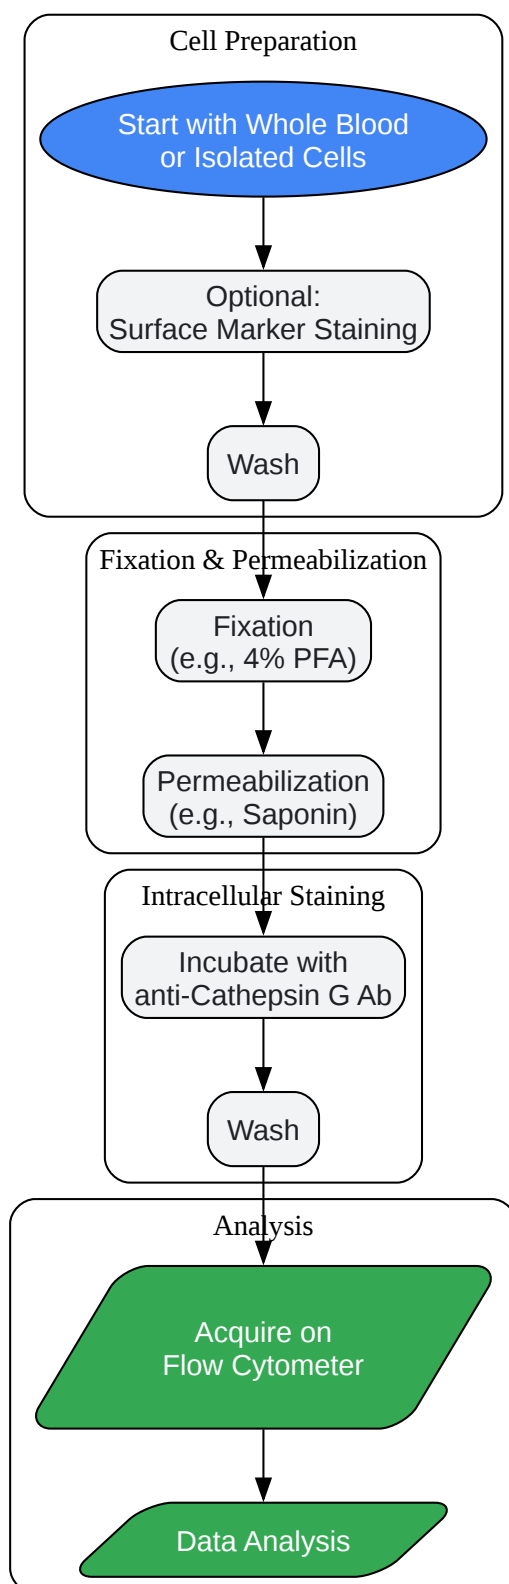 Cell Preparation
Start with Whole Blood
or Isolated Cells
Optional:
Surface Marker Staining
Wash
Fixation & Permeabilization
Fixation
(e.g., 4% PFA)
Permeabilization
(e.g., Saponin)
Intracellular Staining
Incubate with
anti-Cathepsin G Ab
Wash
Analysis
Acquire on
Flow Cytometer
Data Analysis